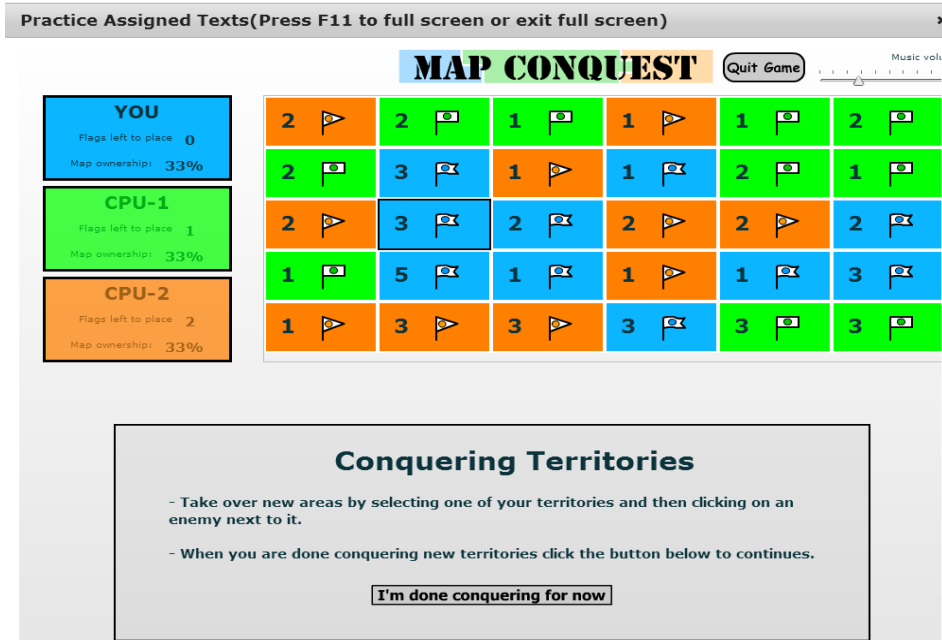 Practice Assigned Texts(Press F11 to full screen or exit full screen)
MAP CONQUEST
Quit Game
Music volu
YOU
Flags left to place 0
Map ownership: 33%
CPU-1
Flags left to place 1
Map ownership: 33%
CPU-2
Flags left to place 2
Map ownership: 33%
2 2 1 1 1 2
2 3 1 1 2 1
2 3 2 2 2 2
1 5 1 1 1 3
1 3 3 3 3 3
Conquering Territories
- Take over new areas by selecting one of your territories and then clicking on an
enemy next to it.
- When you are done conquering new territories click the button below to continues.
I'm done conquering for now